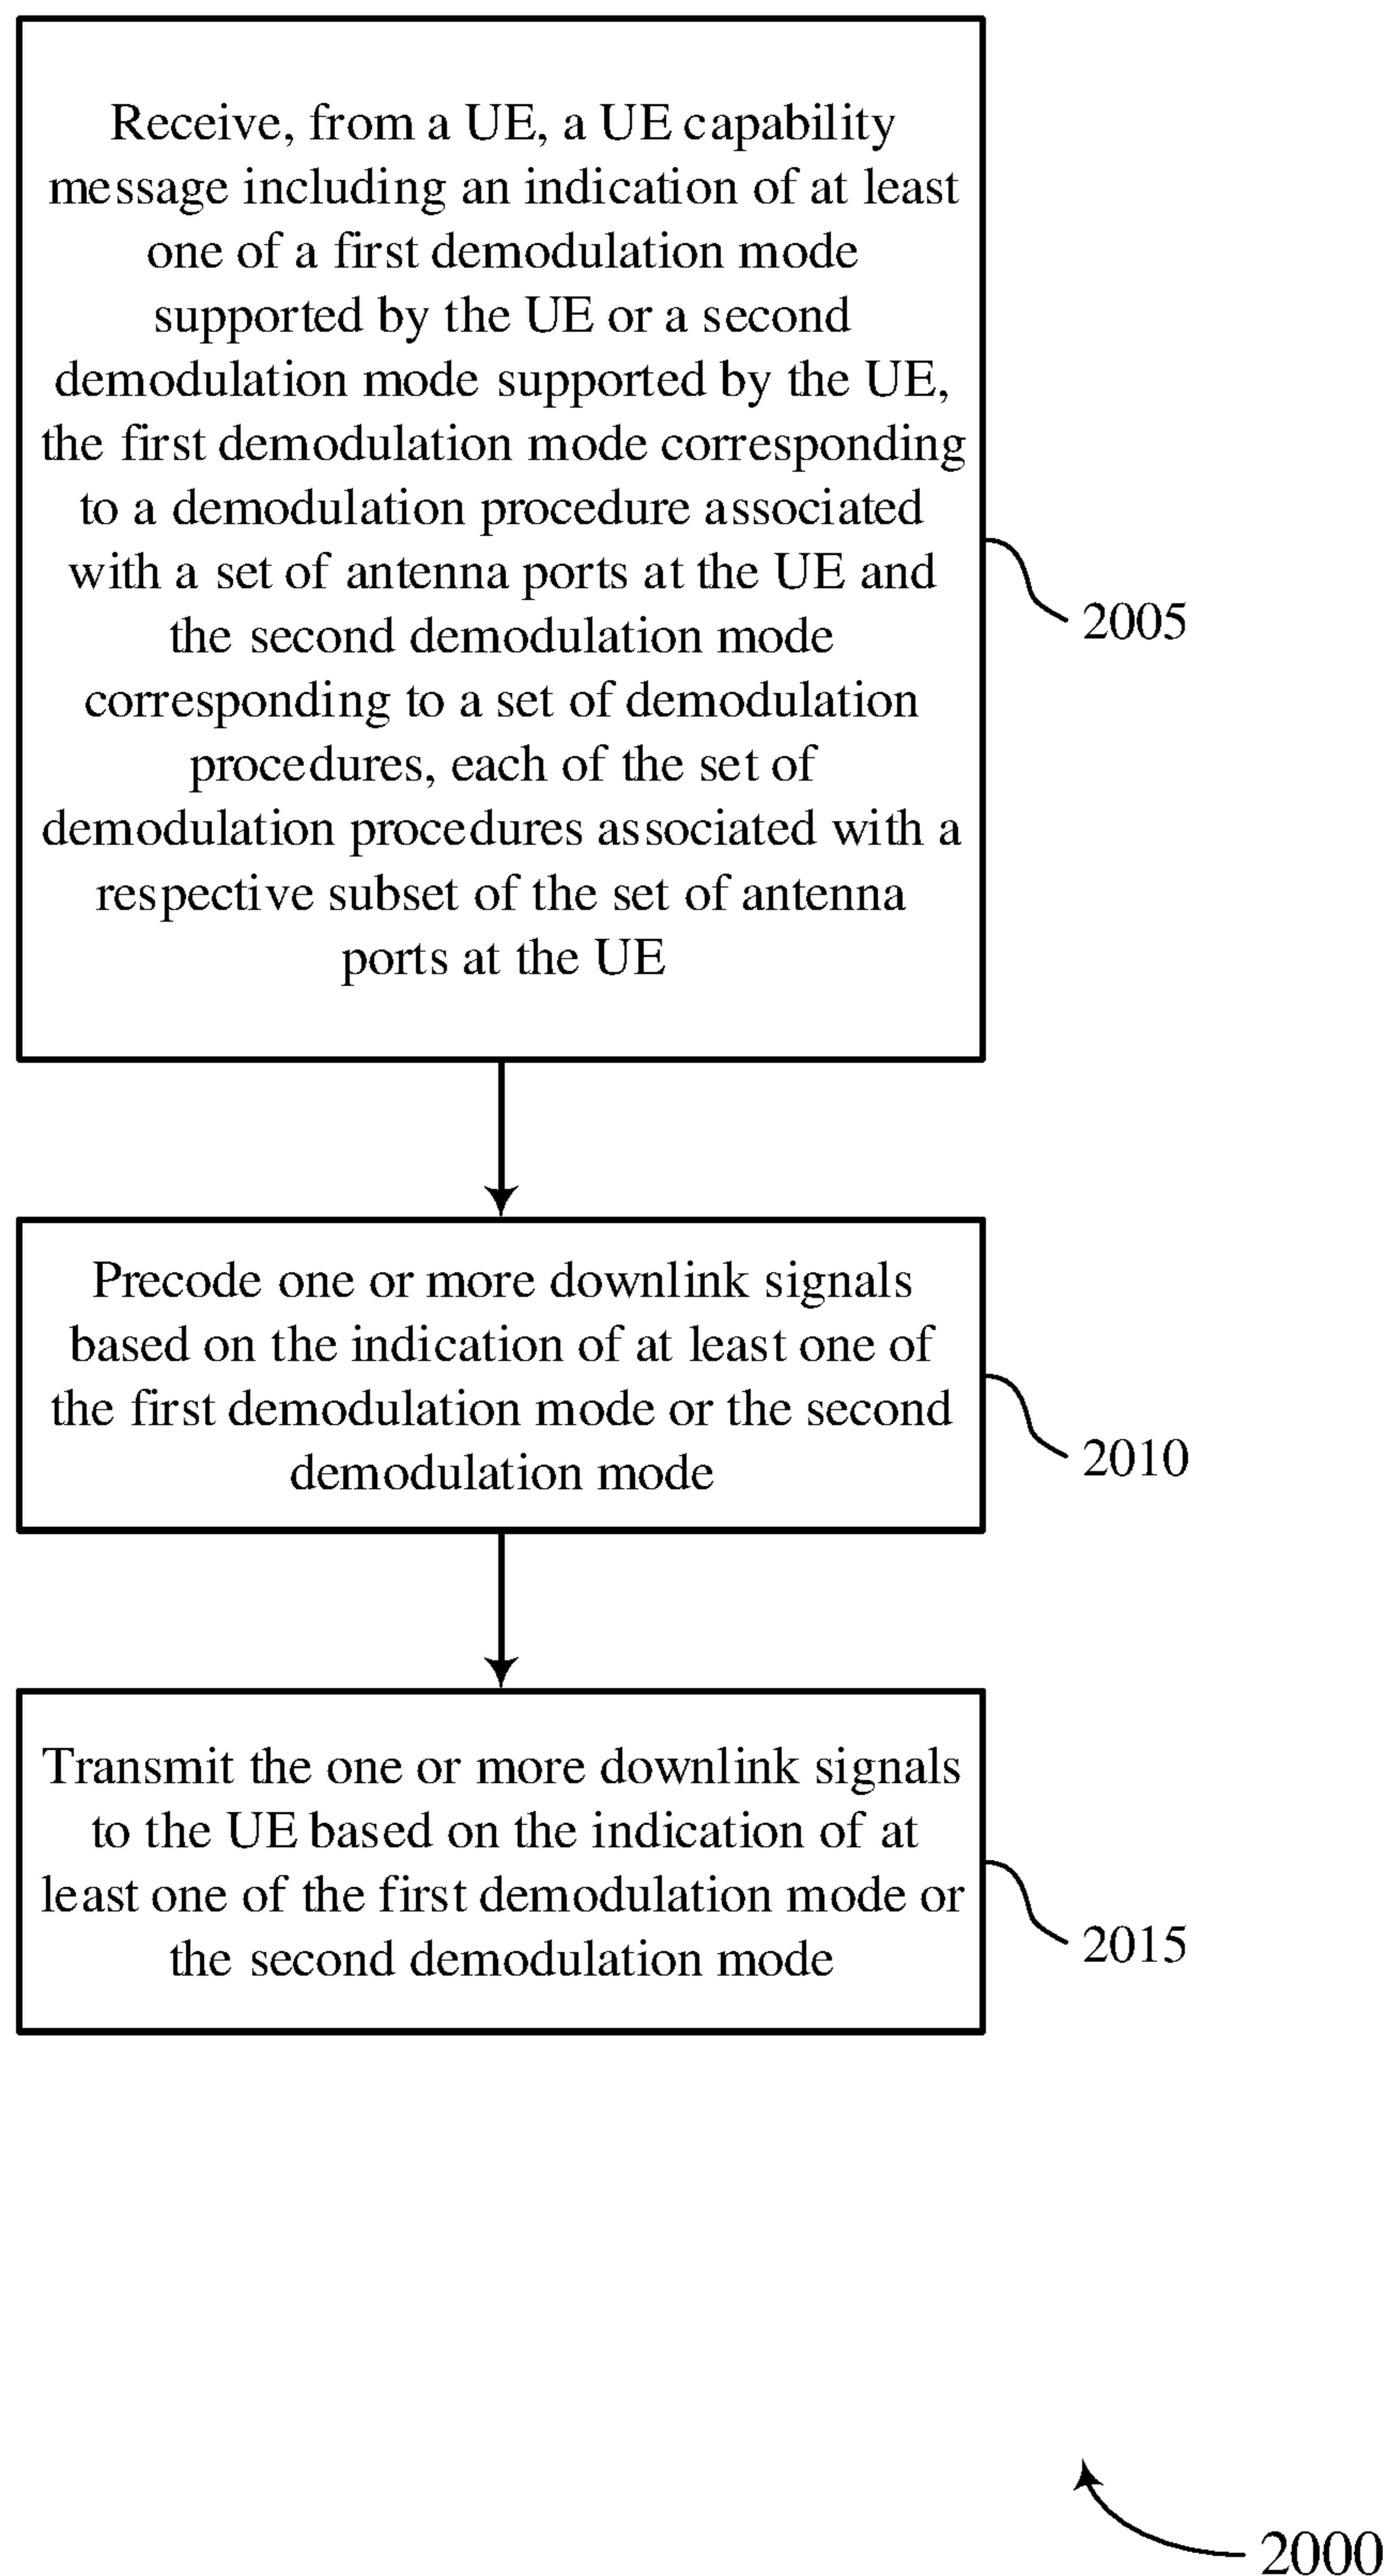 Receive, from a UE, a UE capability
message including an indication of at least
one of a first demodulation mode
supported by the UE or a second
demodulation mode supported by the UE,
the first demodulation mode corresponding
to a demodulation procedure associated
with a set of antenna ports at the UE and
the second demodulation mode
corresponding to a set of demodulation
procedures, each of the set of
demodulation procedures associated with a
respective subset of the set of antenna
ports at the UE
2005
Precode one or more downlink signals
based on the indication of at least one of
the first demodulation mode or the second
demodulation mode
2010
Transmit the one or more downlink signals
to the UE based on the indication of at
least one of the first demodulation mode or
the second demodulation mode
2015
2000